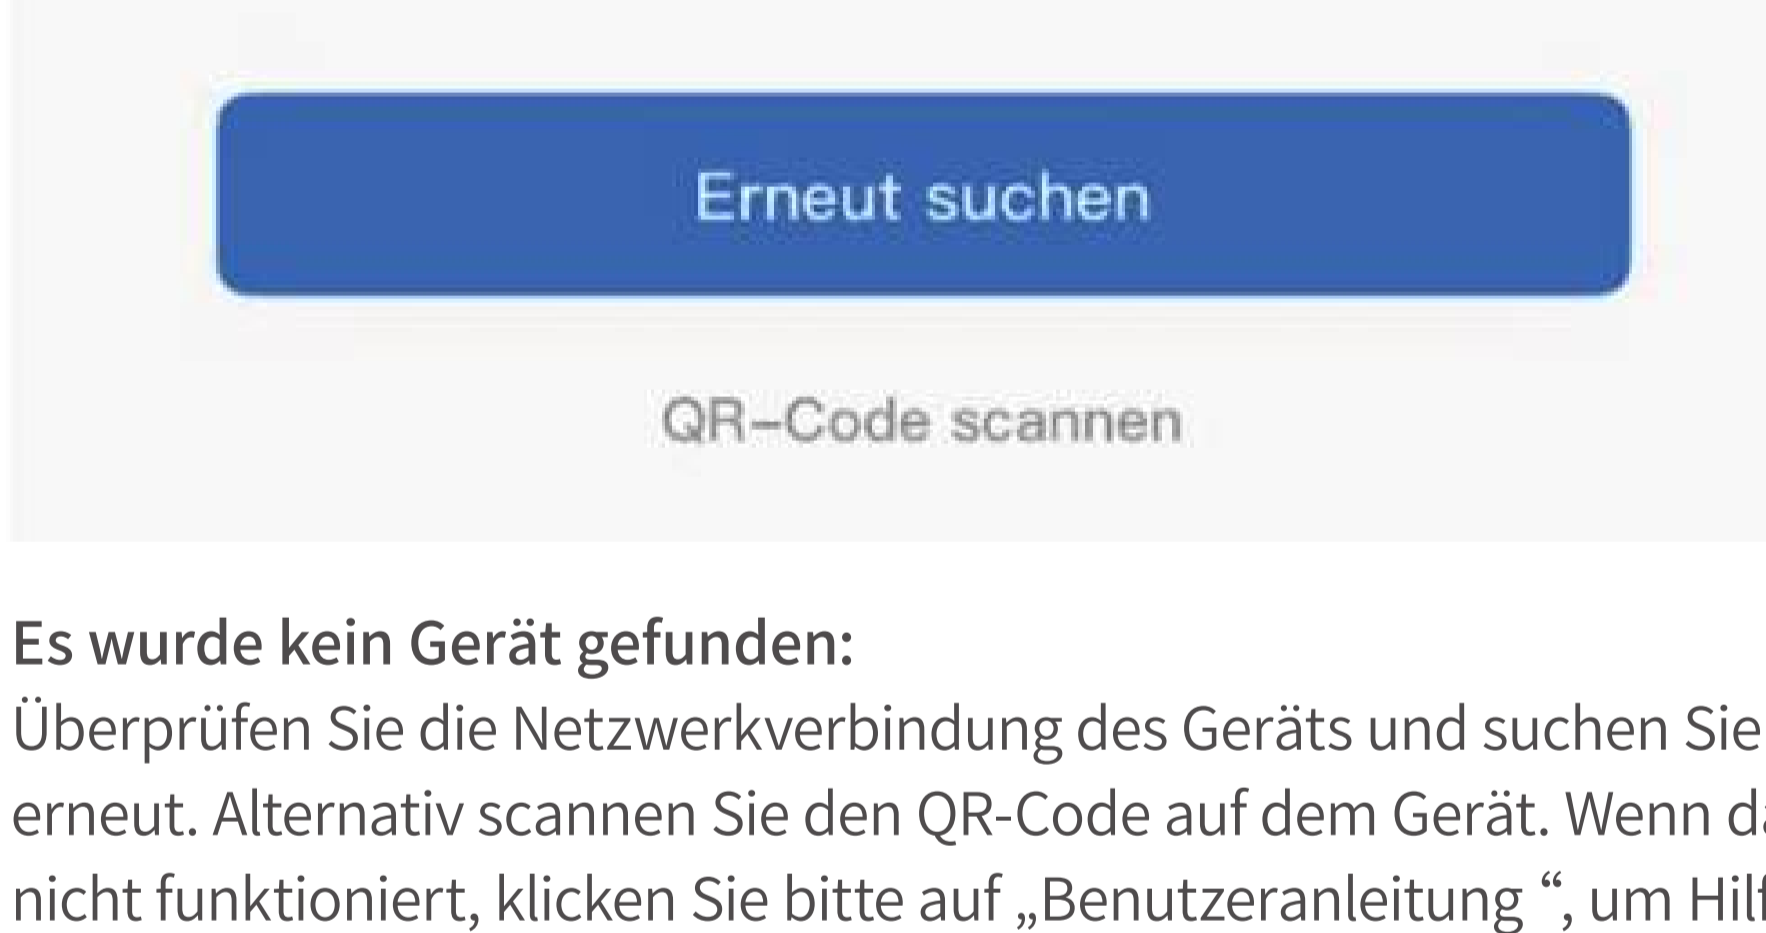 Erneut suchen
QR-Code scannen
Es wurde kein Gerät gefunden:
Überprüfen Sie die Netzwerkverbindung des Geräts und suchen Sie
erneut. Alternativ scannen Sie den QR-Code auf dem Gerät. Wenn
nicht funktioniert, klicken Sie bitte auf „Benutzeranleitung “, um